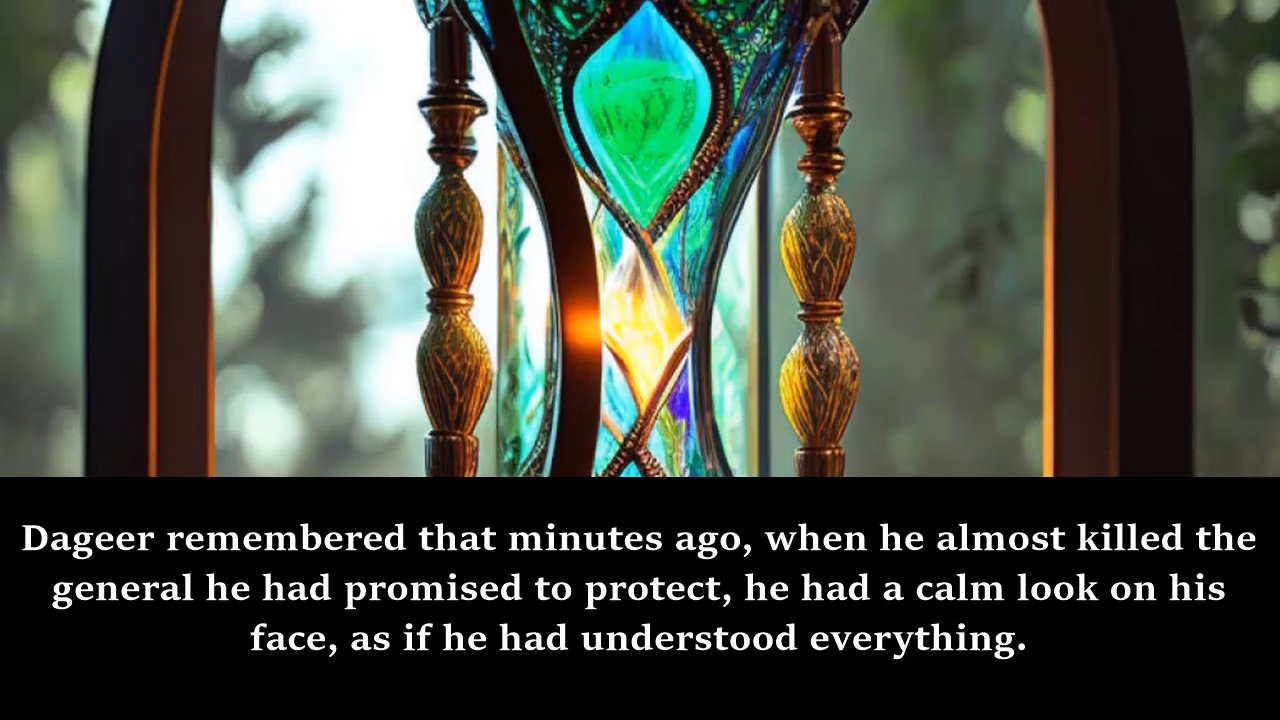 Dageer remembered that minutes ago, when he almost killed the
general he had promised to protect, he had a calm look on his
face, as if he had understood everything.